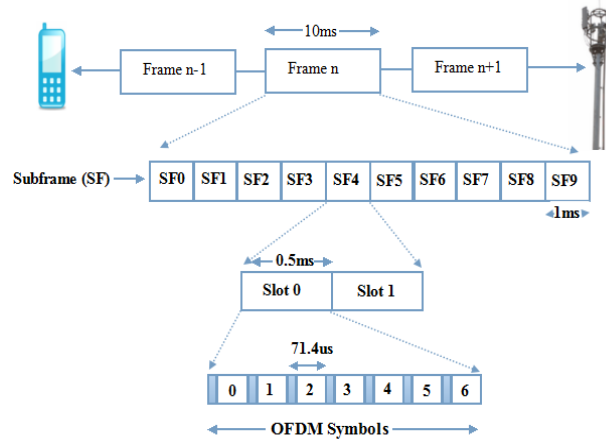 10ms
Frame n-1 Frame n Frame n+1
Subframe (SF) SF0 SF1 SF2 SF3 SF4 SF5 SF6 SF7 SF8 SF9
1ms
0.5ms
Slot 0 Slot 1
71.4us
0 1 2 3 4 5 6
OFDM Symbols